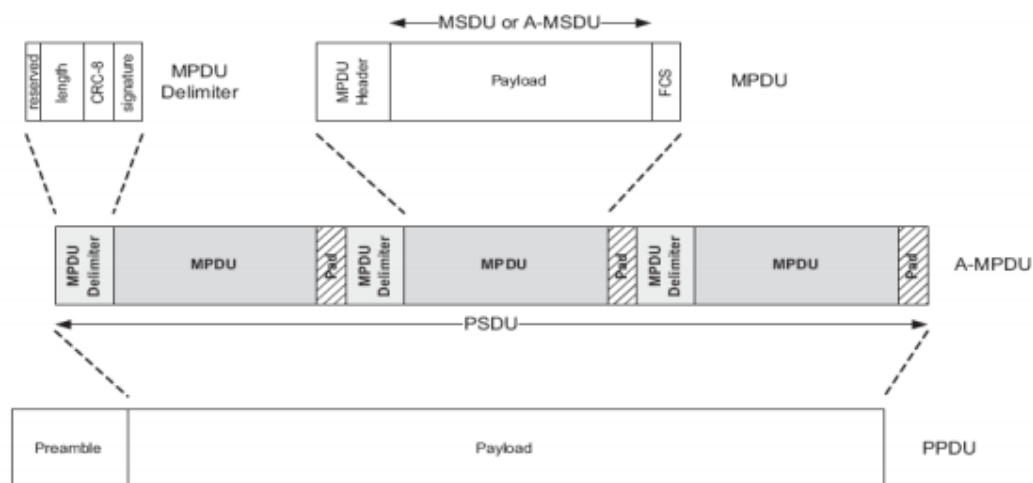 MSDU or A-MSDU
reserved
length
CRC-8
signature
MPDU
Delimiter
MPDU
Header
Payload
FCS
MPDU
MPDU
Delimiter
MPDU
Pad
MPDU
Delimiter
MPDU
Pad
MPDU
Delimiter
MPDU
Pad
A-MPDU
PSDU
Preamble
Payload
PPDU